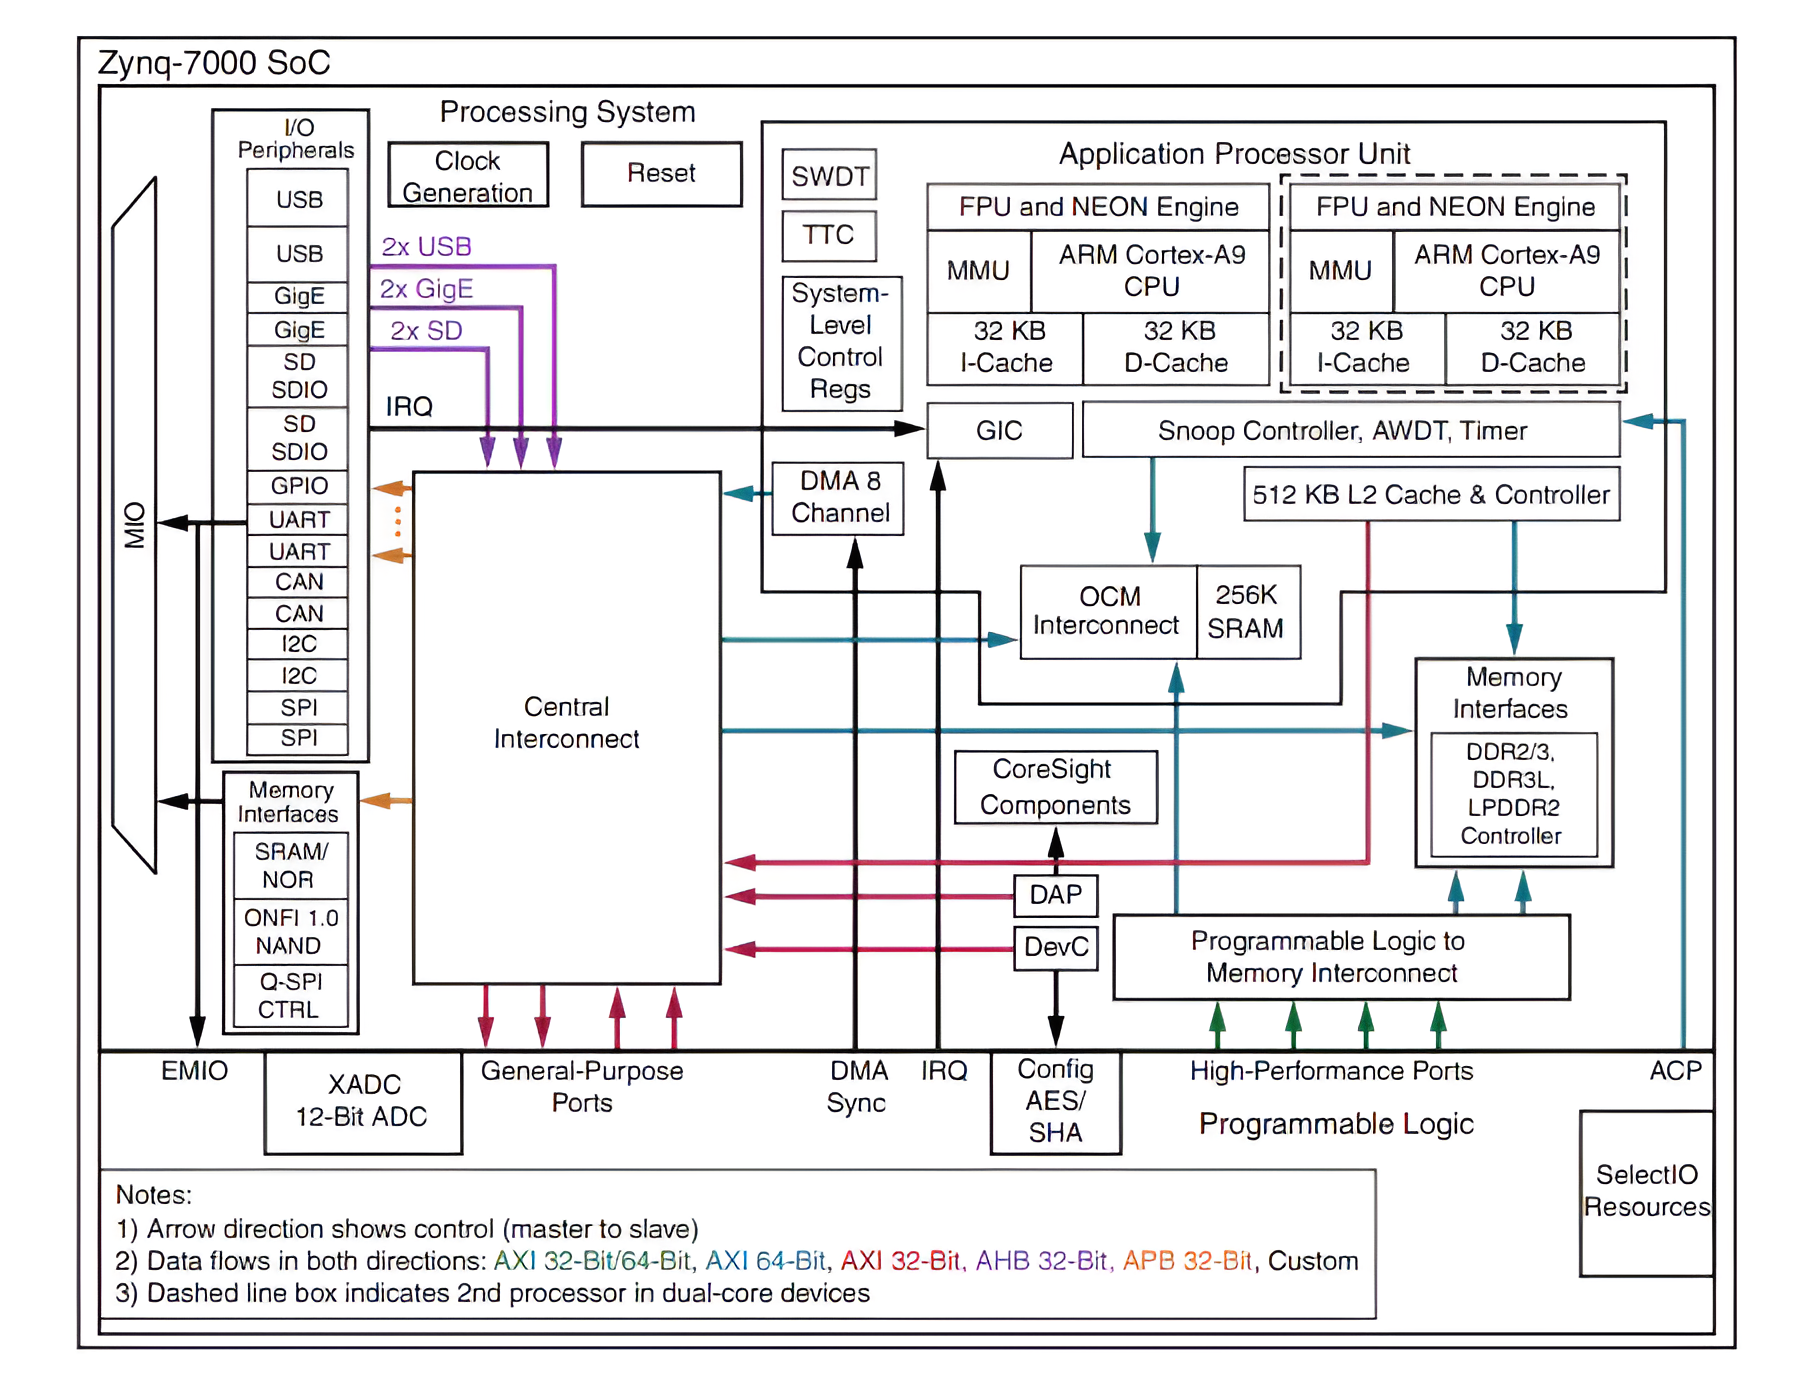 Zynq-7000 SoC
Processing System
I/O
Peripherals
USB
USB
GigE
GigE
SD
SDIO
SD
SDIO
GPIO
UART
UART
CAN
CAN
I2C
I2C
SPI
SPI
MIO
Clock
Generation
Reset
2x USB
2x GigE
2x SD
IRQ
Application Processor Unit
SWDT
TTC
System-
Level
Control
Regs
FPU and NEON Engine
MMU
ARM Cortex-A9
CPU
32 KB
I-Cache
32 KB
D-Cache
FPU and NEON Engine
MMU
ARM Cortex-A9
CPU
32 KB
I-Cache
32 KB
D-Cache
GIC
Snoop Controller, AWDT, Timer
DMA 8
Channel
512 KB L2 Cache & Controller
OCM
Interconnect
256K
SRAM
Central
Interconnect
Memory
Interfaces
DDR2/3,
DDR3L,
LPDDR2
Controller
Memory
Interfaces
SRAM/
NOR
ONFI 1.0
NAND
Q-SPI
CTRL
CoreSight
Components
DAP
DevC
Programmable Logic to
Memory Interconnect
EMIO
XADC
12-Bit ADC
General-Purpose
Ports
DMA
Sync
IRQ
Config
AES/
SHA
High-Performance Ports
ACP
Programmable Logic
SelectIO
Resources
Notes:
1) Arrow direction shows control (master to slave)
2) Data flows in both directions: AXI 32-Bit/64-Bit, AXI 64-Bit, AXI 32-Bit, AHB 32-Bit, APB 32-Bit, Custom
3) Dashed line box indicates 2nd processor in dual-core devices